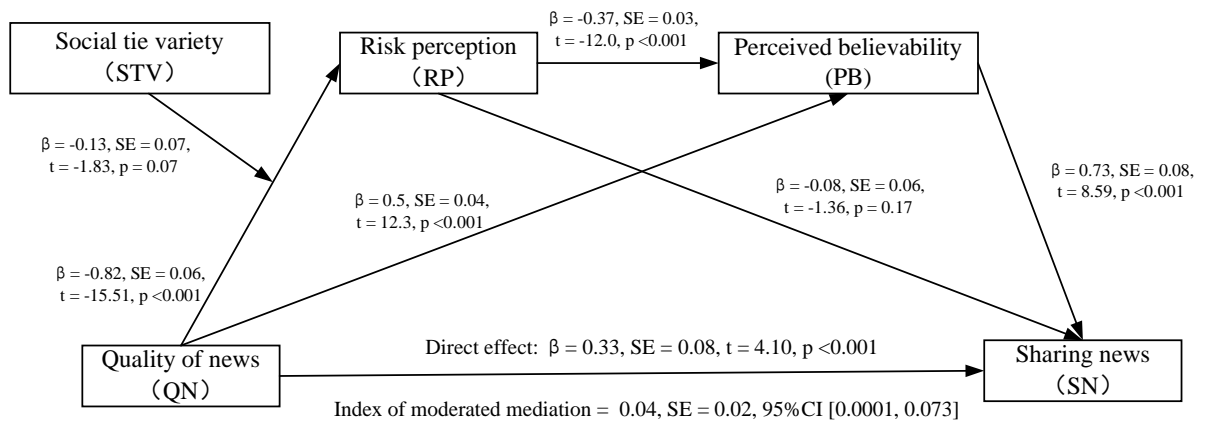 β = -0.37, SE = 0.03,
t = -12.0, p <0.001
Social tie variety
（STV）
Risk perception
（RP）
Perceived believability
(PB)
β = -0.13, SE = 0.07,
t = -1.83, p = 0.07
β = 0.73, SE = 0.08,
t = 8.59, p <0.001
β = 0.5, SE = 0.04,
t = 12.3, p <0.001
β = -0.08, SE = 0.06,
t = -1.36, p = 0.17
β = -0.82, SE = 0.06,
t = -15.51, p <0.001
Quality of news
（QN）
Direct effect: β = 0.33, SE = 0.08, t = 4.10, p <0.001
Sharing news
（SN）
Index of moderated mediation = 0.04, SE = 0.02, 95%CI [0.0001, 0.073]